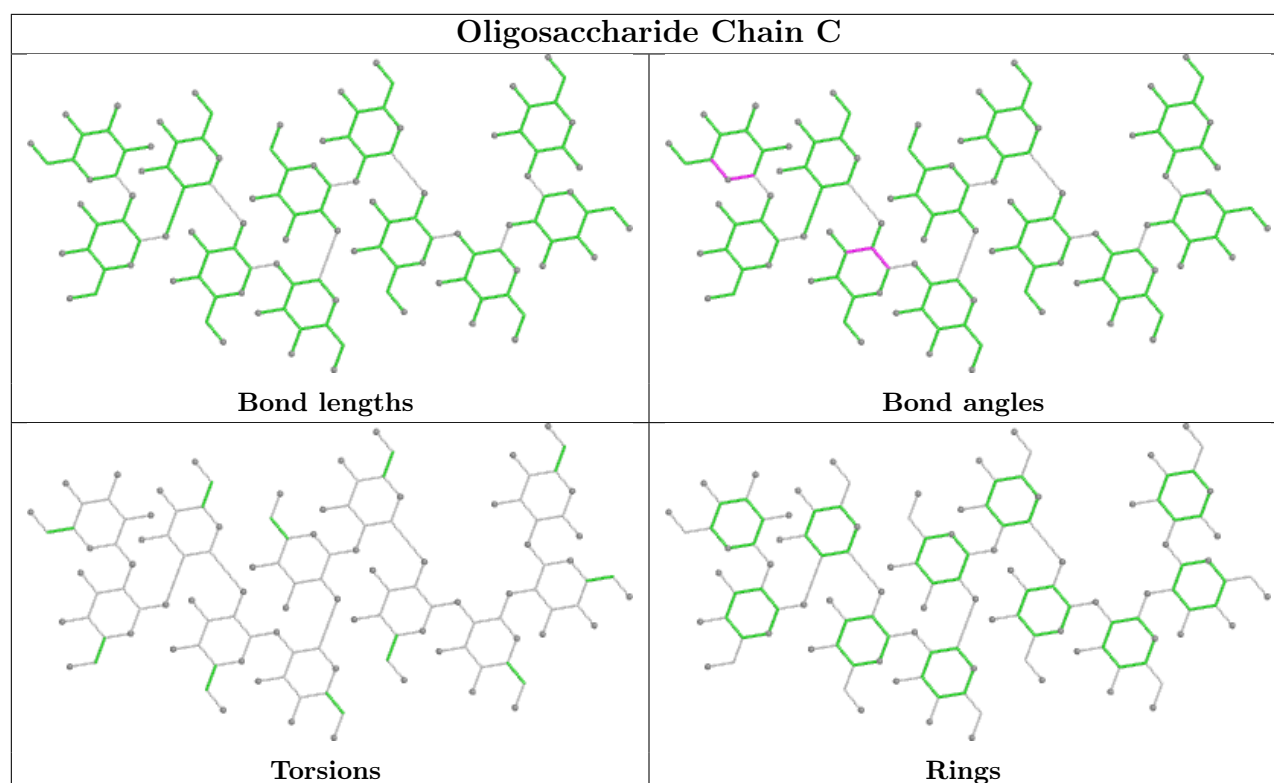 Oligosaccharide Chain C
Bond lengths
Bond angles
Torsions
Rings